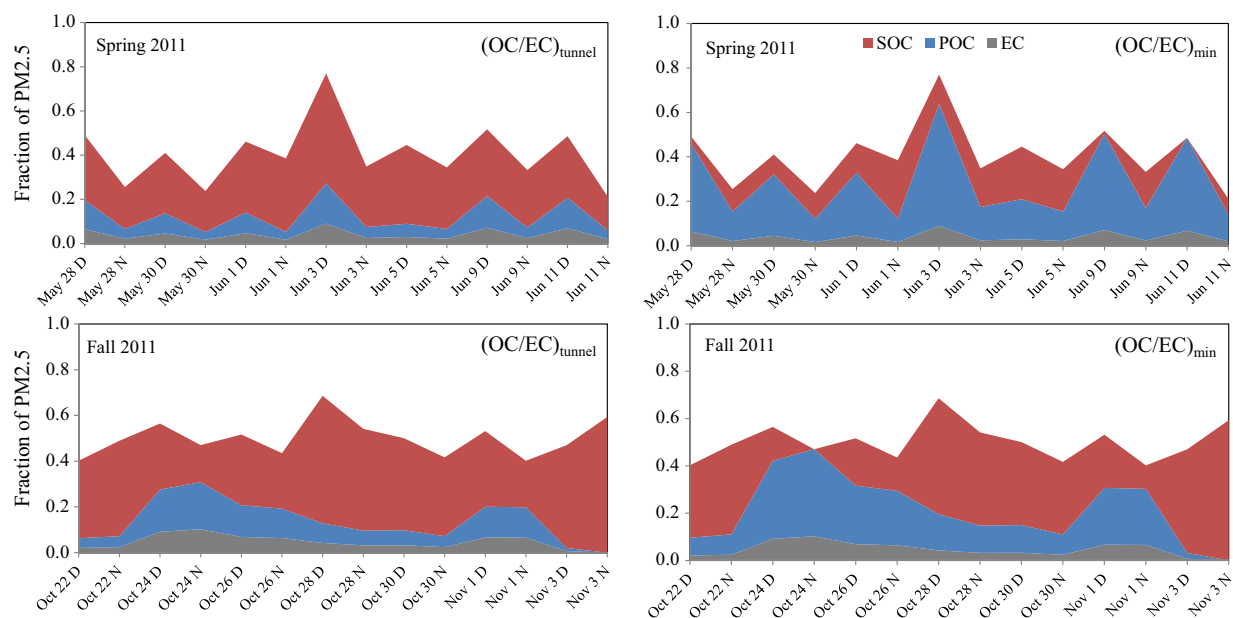 Spring 2011
(OC/EC)tunnel
Fraction of PM2.5
1.0
0.8
0.6
0.4
0.2
0.0
May 28 D
May 28 N
May 30 D
May 30 N
Jun 1 D
Jun 1 N
Jun 3 D
Jun 3 N
Jun 5 D
Jun 5 N
Jun 9 D
Jun 9 N
Jun 11 D
Jun 11 N
Spring 2011
SOC POC EC
(OC/EC)min
1.0
0.8
0.6
0.4
0.2
0.0
May 28 D
May 28 N
May 30 D
May 30 N
Jun 1 D
Jun 1 N
Jun 3 D
Jun 3 N
Jun 5 D
Jun 5 N
Jun 9 D
Jun 9 N
Jun 11 D
Jun 11 N
Fall 2011
(OC/EC)tunnel
Fraction of PM2.5
1.0
0.8
0.6
0.4
0.2
0.0
Oct 22 D
Oct 22 N
Oct 24 D
Oct 24 N
Oct 26 D
Oct 26 N
Oct 28 D
Oct 28 N
Oct 30 D
Oct 30 N
Nov 1 D
Nov 1 N
Nov 3 D
Nov 3 N
Fall 2011
(OC/EC)min
1.0
0.8
0.6
0.4
0.2
0.0
Oct 22 D
Oct 22 N
Oct 24 D
Oct 24 N
Oct 26 D
Oct 26 N
Oct 28 D
Oct 28 N
Oct 30 D
Oct 30 N
Nov 1 D
Nov 1 N
Nov 3 D
Nov 3 N